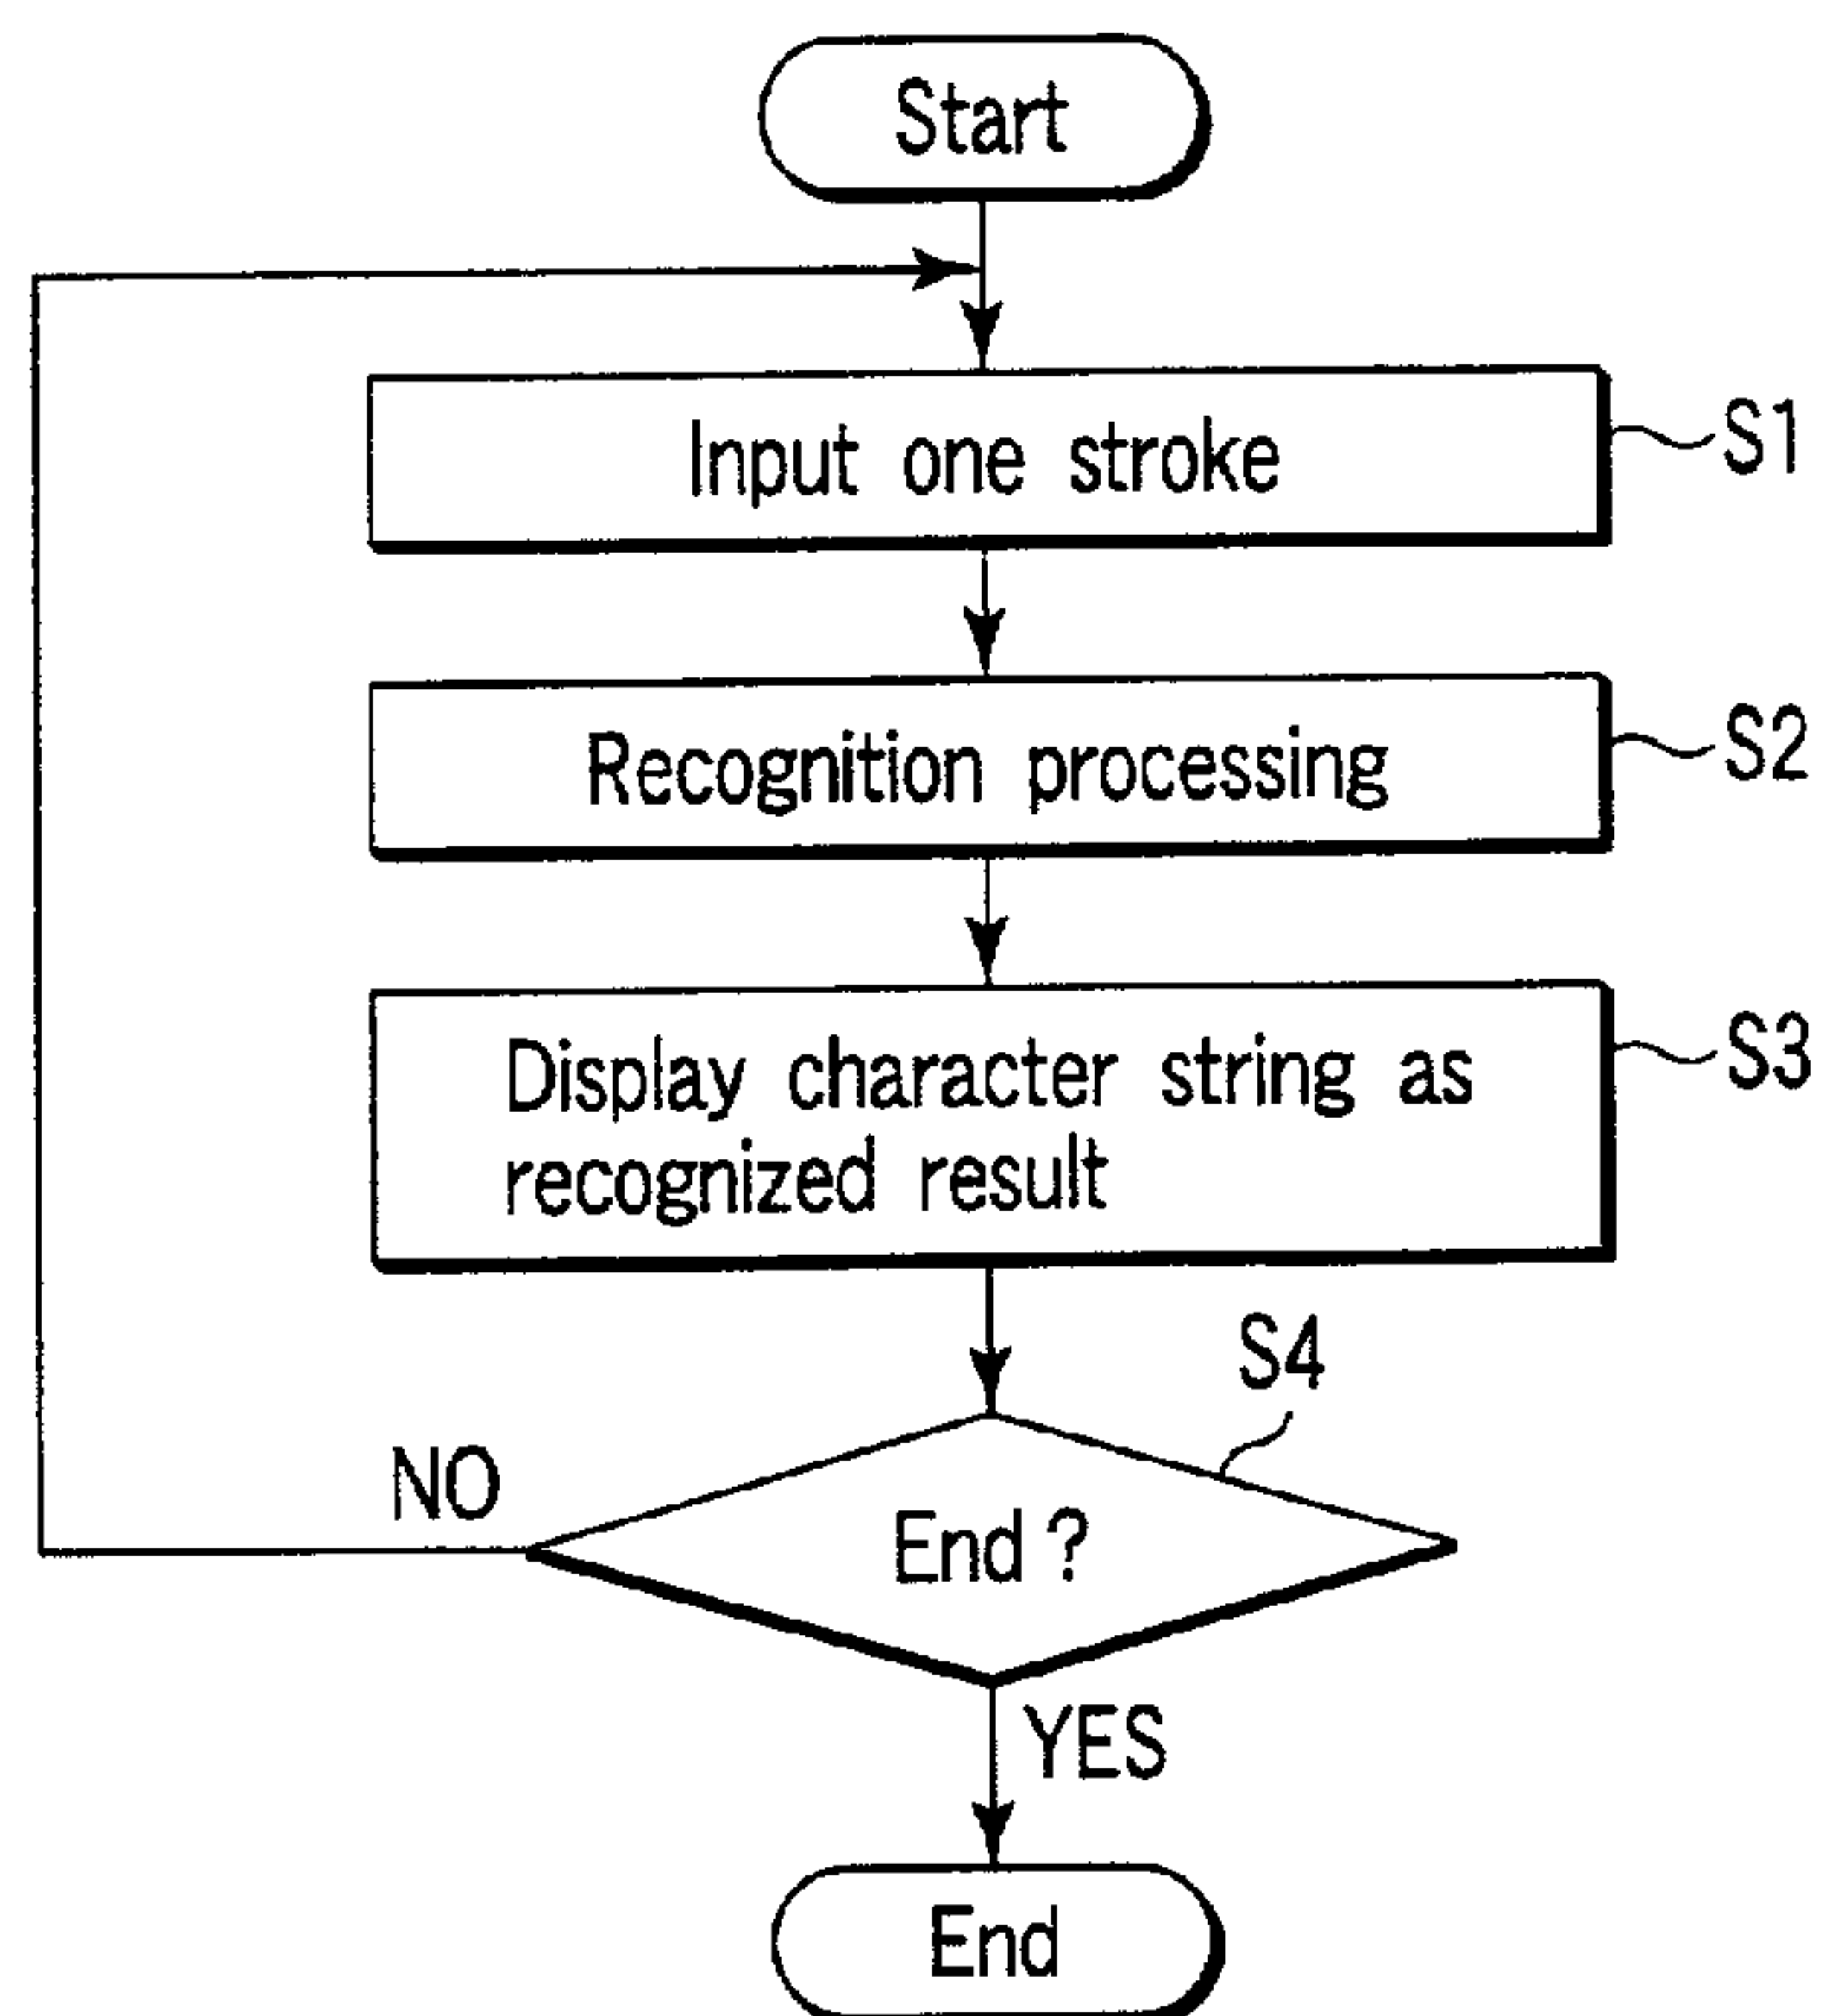 Start
Input one stroke
S1
Recognition processing
S2
Display character string as
recognized result
S3
S4
NO
End ?
YES
End